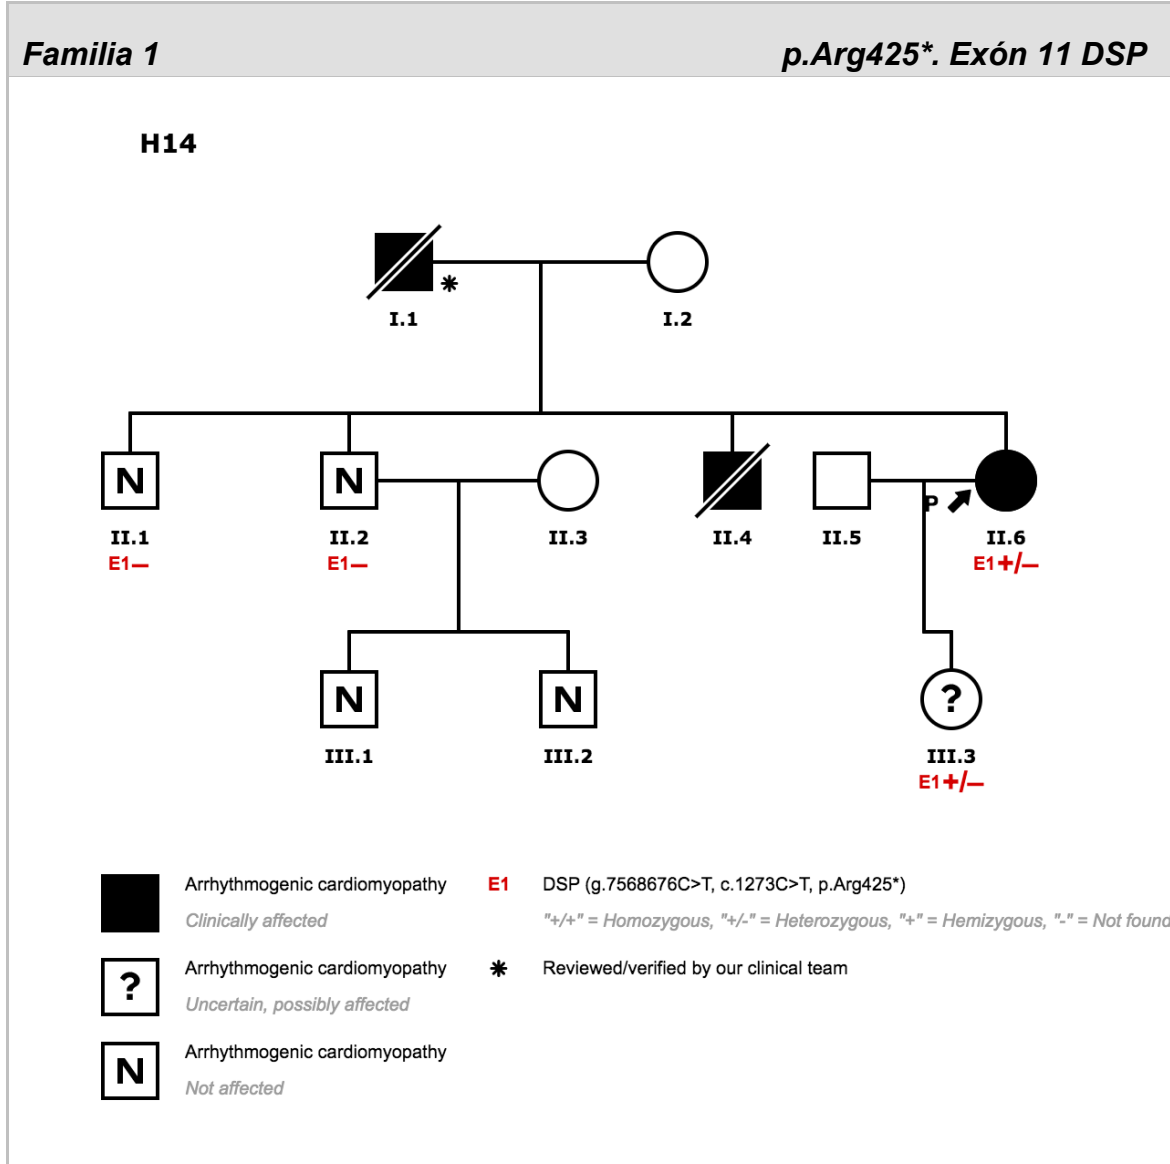 Familia 1 p.Arg425*. Exón 11 DSP
H14
I.1 I.2
N N P
II.1 II.2 II.3 II.4 II.5 II.6
E1– E1– E1+/–
N N ?
III.1 III.2 III.3
E1+/–
Arrhythmogenic cardiomyopathy E1 DSP (g.7568676C>T, c.1273C>T, p.Arg425*)
Clinically affected "+/+" = Homozygous, "+/-" = Heterozygous, "+" = Hemizygous, "-" = Not found
? Arrhythmogenic cardiomyopathy * Reviewed/verified by our clinical team
Uncertain, possibly affected
N Arrhythmogenic cardiomyopathy
Not affected